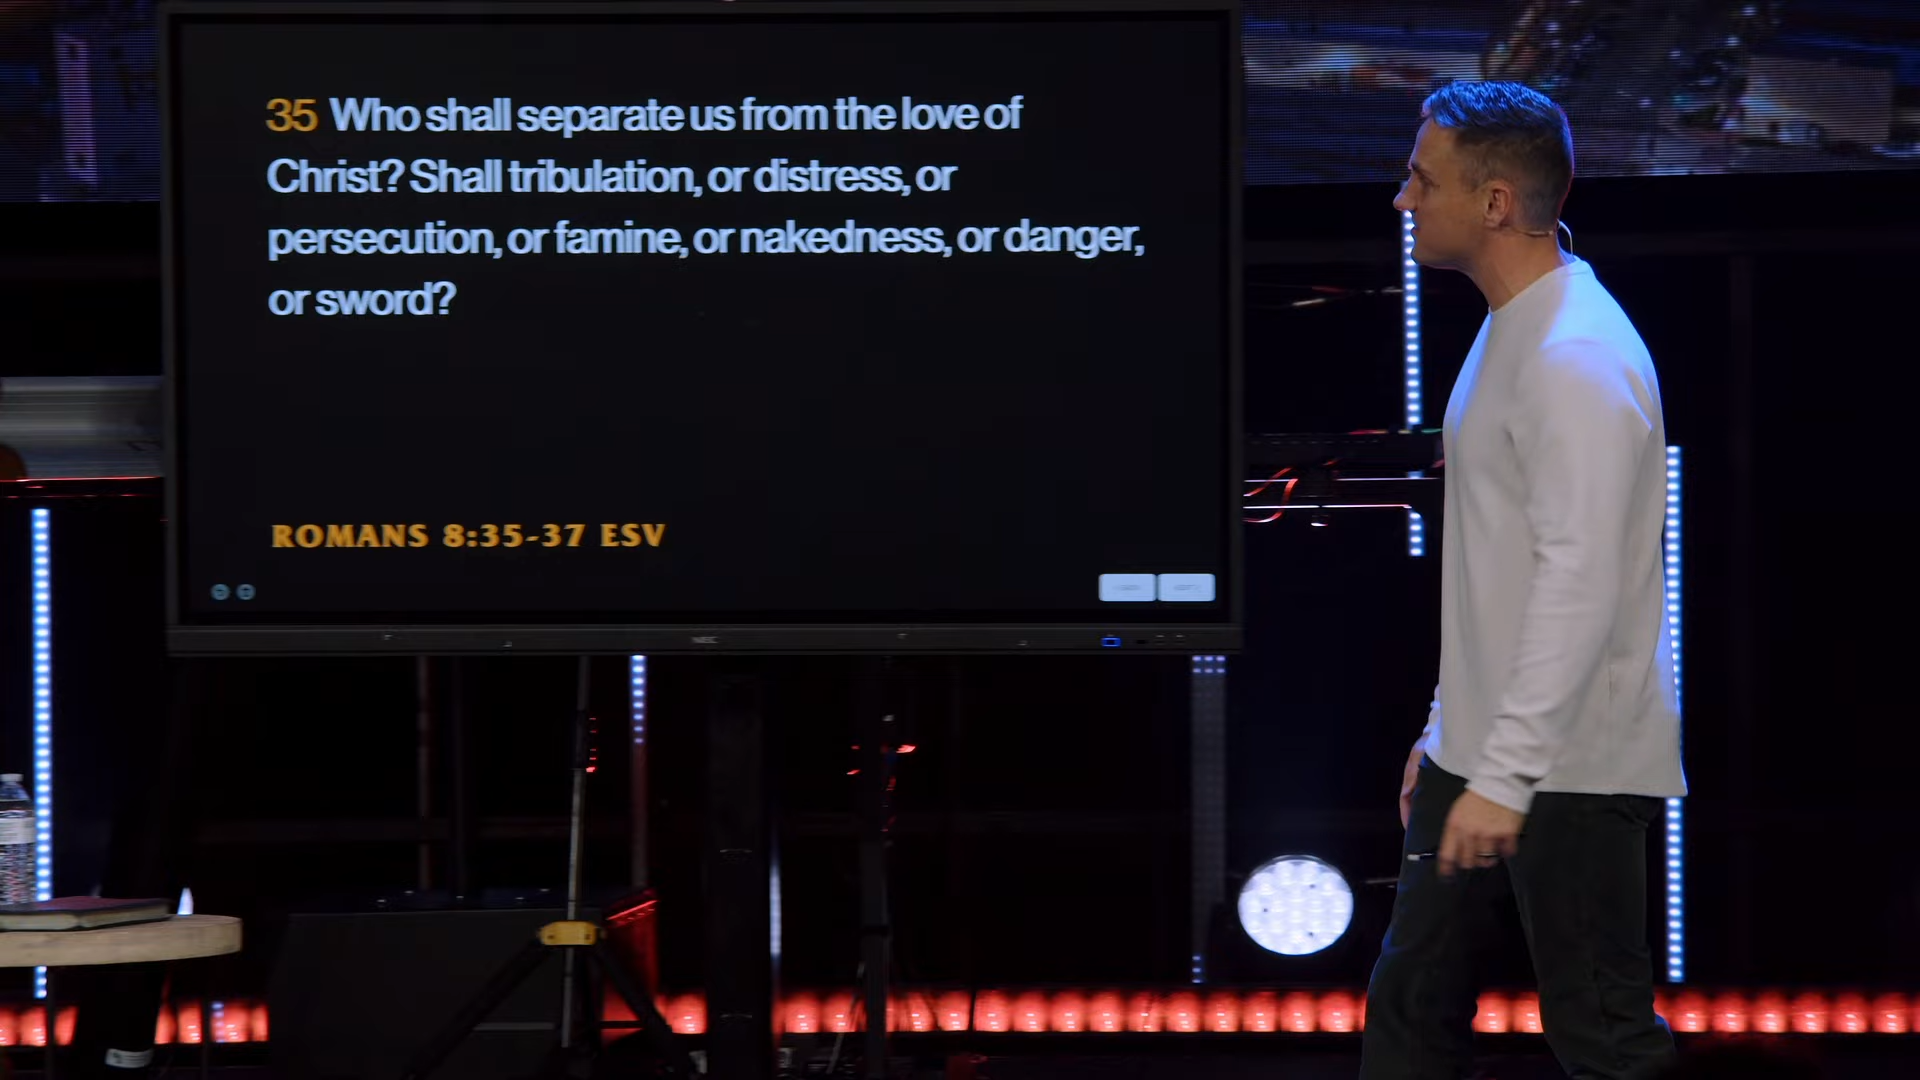 35 Who shall separate us from the love of
Christ? Shall tribulation, or distress, or
persecution, or famine, or nakedness, or danger,
or sword?
ROMANS 8:35-37 ESV
NEC